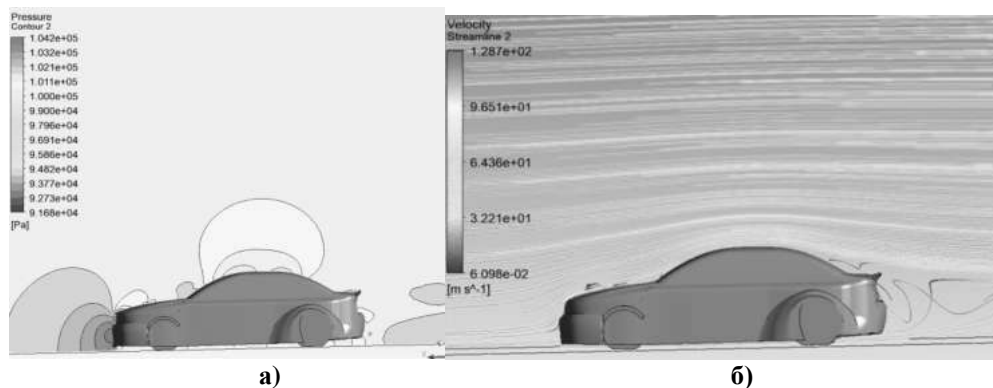 Pressure
Contour 2
1.042e+05
1.032e+05
1.021e+05
1.011e+05
1.000e+05
9.900e+04
9.796e+04
9.691e+04
9.586e+04
9.482e+04
9.377e+04
9.273e+04
9.168e+04
[Pa]
Velocity
Streamline 2
1.287e+02
9.651e+01
6.436e+01
3.221e+01
6.098e-02
[m s^-1]
а)
б)